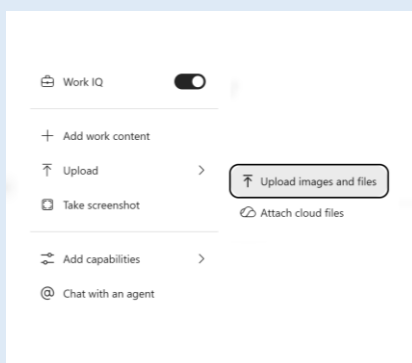 Work IQ
Add work content
Upload
Take screenshot
Add capabilities
Chat with an agent
Upload images and files
Attach cloud files